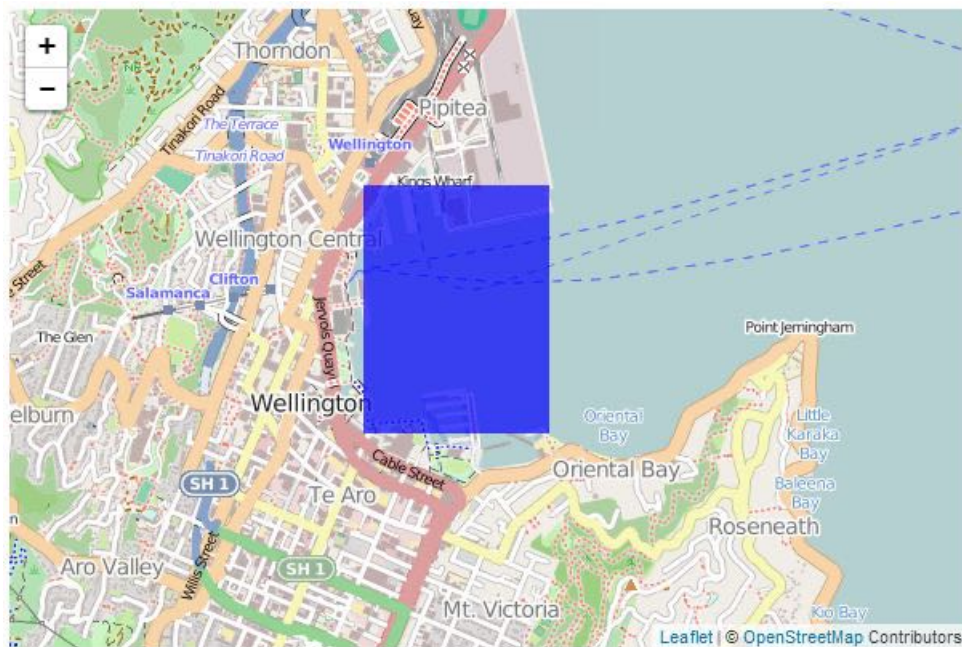 +
−
Quay
Thorndon
Tinakori Road
Pipitea
The Terrace
Tinakori Road
Wellington
Kings Wharf
Wellington Central
Clifton
Salamanca
Street
Jervois Quay
The Glen
Point Jerningham
Wellington
elburn
Oriental
Bay
Little
Karaka
Bay
Cable Street
Oriental Bay
SH 1
Te Aro
Baleena
Bay
Roseneath
Willis Street
SH 1
Aro Valley
Mt. Victoria
Kio Bay
Leaflet | © OpenStreetMap Contributors